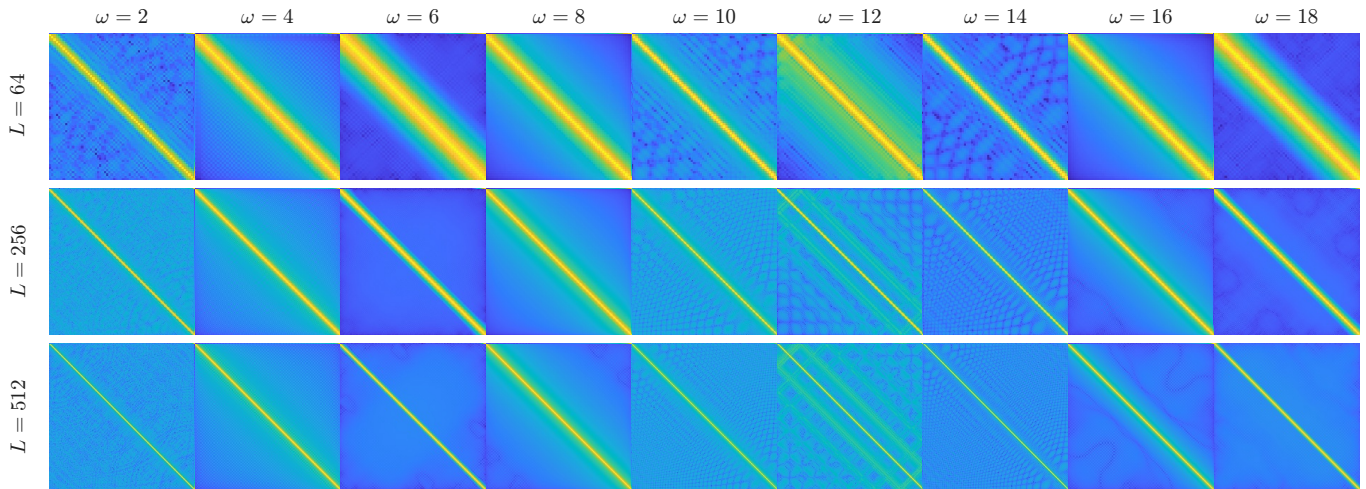 ω = 2 ω = 4 ω = 6 ω = 8 ω = 10 ω = 12 ω = 14 ω = 16 ω = 18
L = 64
L = 256
L = 512